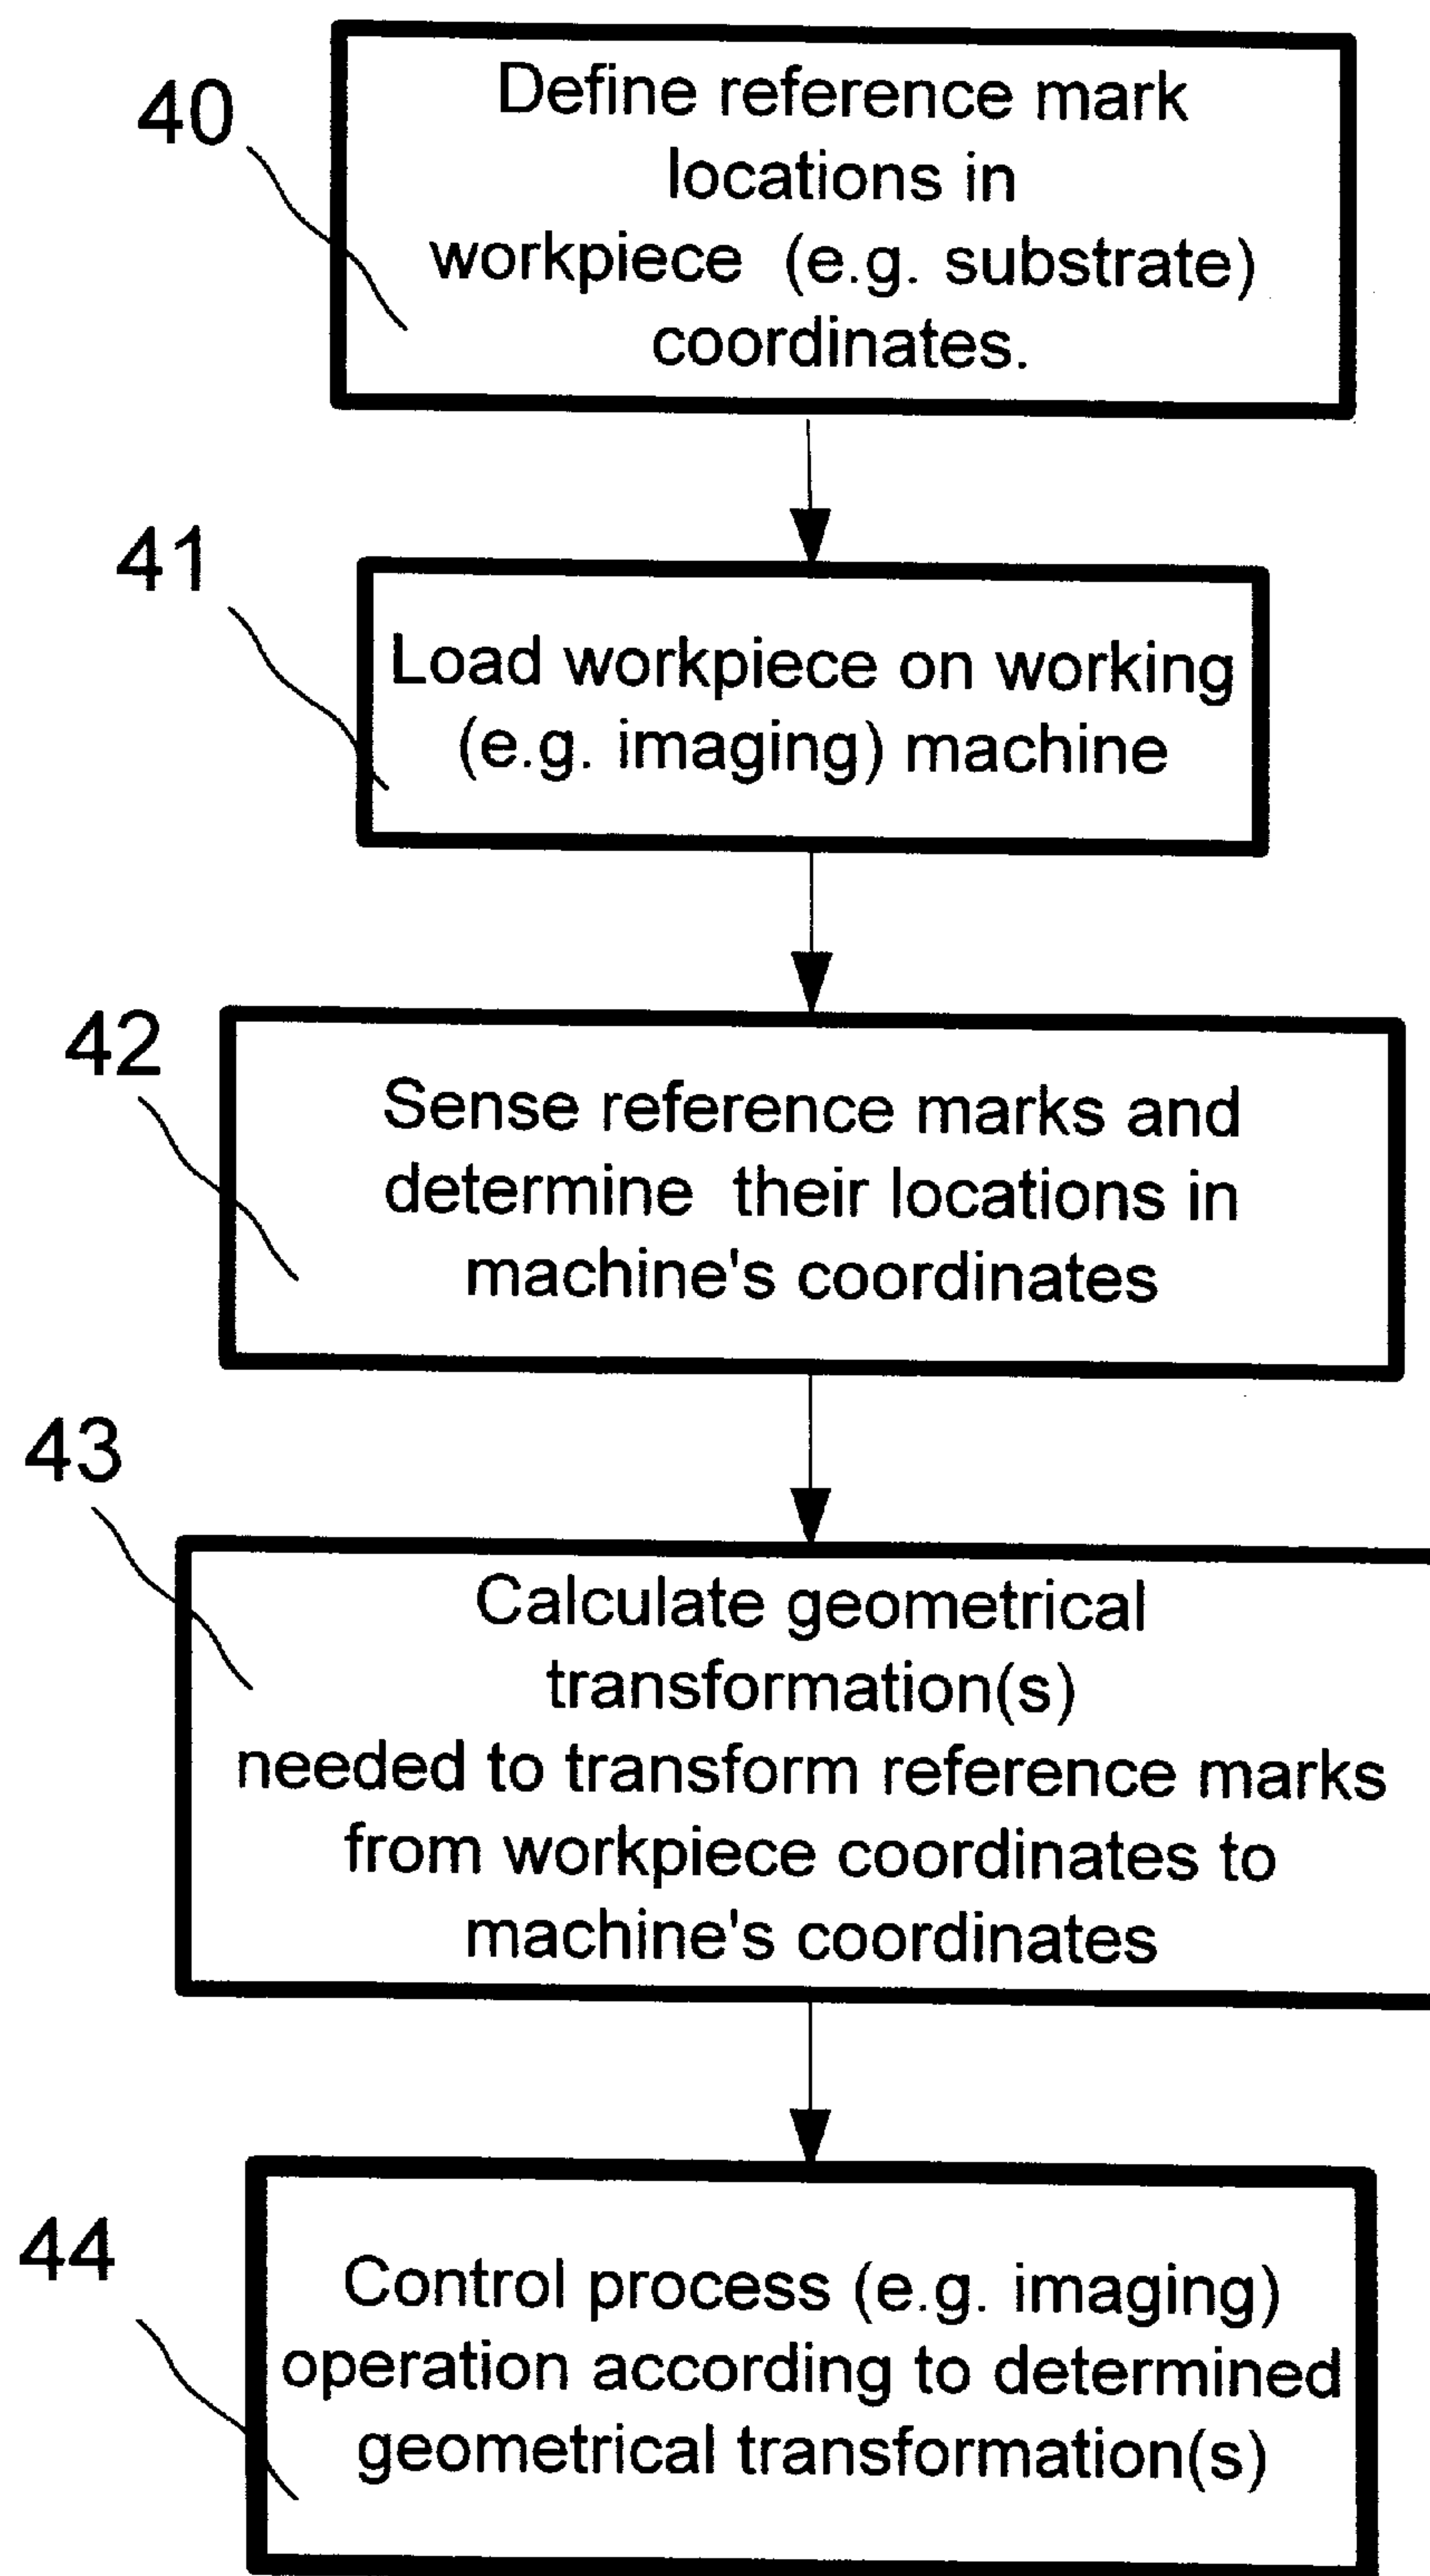 40
Define reference mark
locations in
workpiece (e.g. substrate)
coordinates.
41
Load workpiece on working
(e.g. imaging) machine
42
Sense reference marks and
determine their locations in
machine's coordinates
43
Calculate geometrical
transformation(s)
needed to transform reference marks
from workpiece coordinates to
machine's coordinates
44
Control process (e.g. imaging)
operation according to determined
geometrical transformation(s)